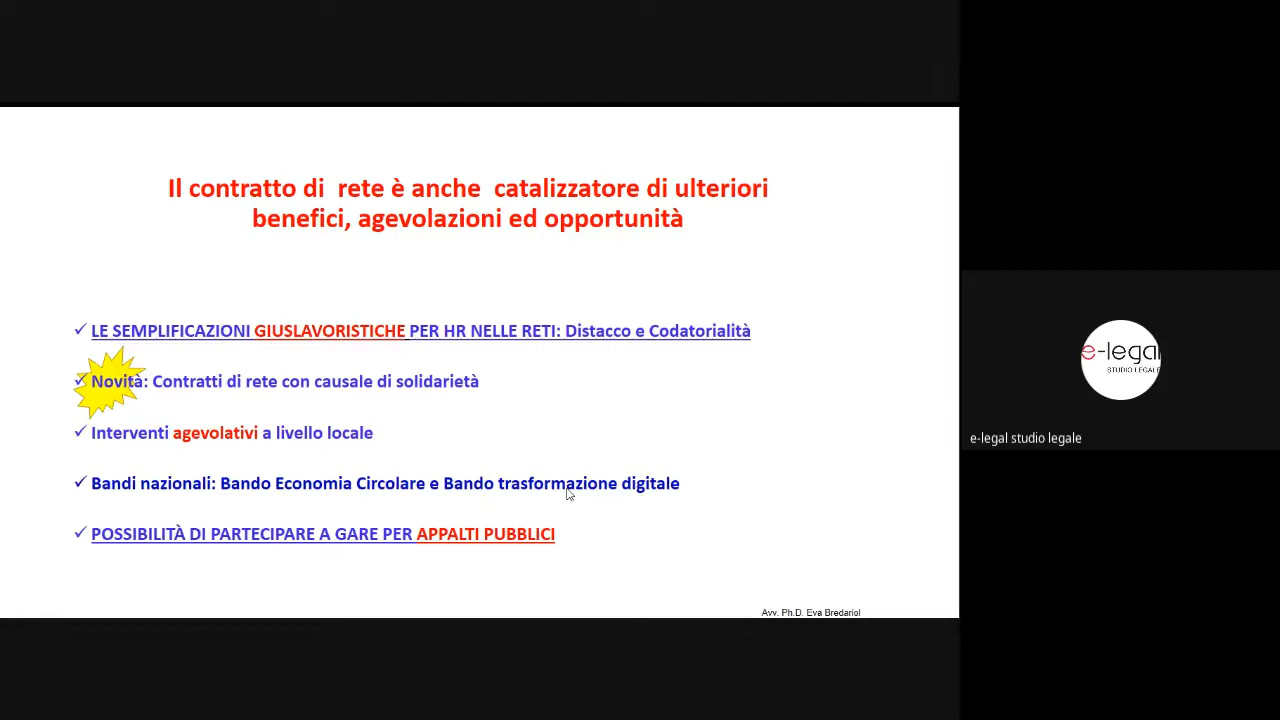 Il contratto di rete è anche catalizzatore di ulteriori
benefici, agevolazioni ed opportunità
✓ LE SEMPLIFICAZIONI GIUSLAVORISTICHE PER HR NELLE RETI: Distacco e Codatorialità
✓ Novità: Contratti di rete con causale di solidarietà
✓ Interventi agevolativi a livello locale
✓ Bandi nazionali: Bando Economia Circolare e Bando trasformazione digitale
✓ POSSIBILITÀ DI PARTECIPARE A GARE PER APPALTI PUBBLICI
Avv. Ph.D. Eva Bredariol
e-legal
STUDIO LEGALE
e-legal studio legale